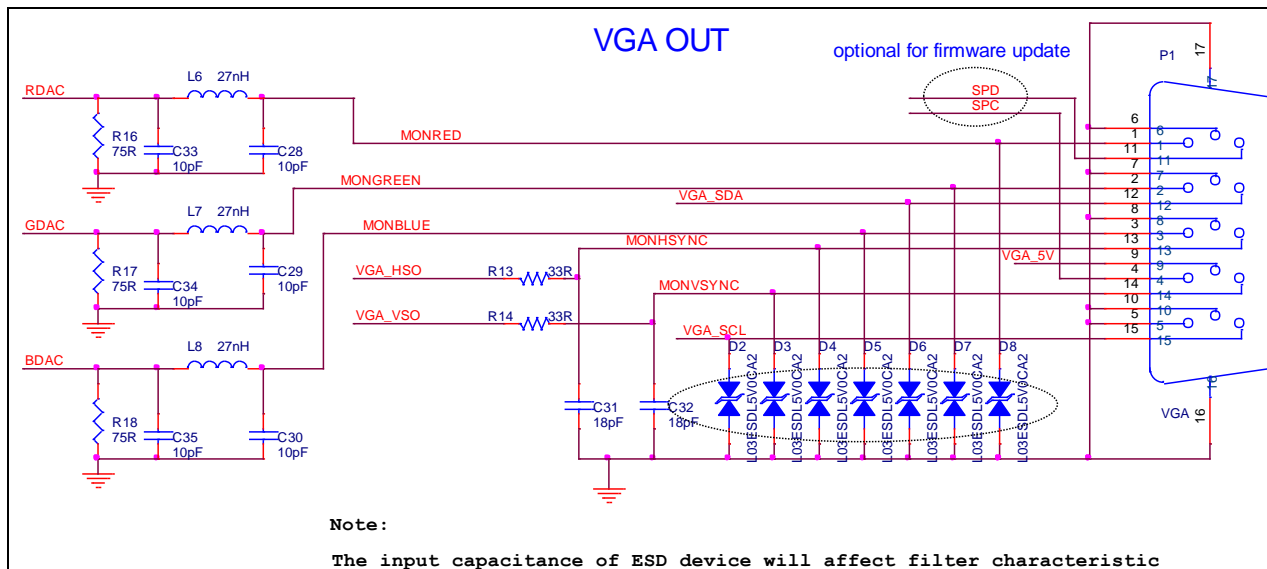 VGA OUT
optional for firmware update
P1
17
17
SPD
SPC
RDAC
L6 27nH
R16
75R
C33
10pF
C28
10pF
MONRED
6
1
11
7
2
12
8
3
13
9
4
14
10
5
15
6
1
11
7
2
12
8
3
13
9
4
14
10
5
15
MONGREEN
VGA_SDA
GDAC
L7 27nH
MONBLUE
MONHSYNC
R17
75R
C34
10pF
C29
10pF
VGA_HSO
R13 33R
VGA_5V
MONVSYNC
VGA_VSO
R14 33R
VGA_SCL
BDAC
L8 27nH
D2 D3 D4 D5 D6 D7 D8
L03ESDL5V0CA2
L03ESDL5V0CA2
L03ESDL5V0CA2
L03ESDL5V0CA2
L03ESDL5V0CA2
L03ESDL5V0CA2
L03ESDL5V0CA2
R18
75R
C35
10pF
C30
10pF
C31
18pF
C32
18pF
16
VGA
16
Note:
The input capacitance of ESD device will affect filter characteristic